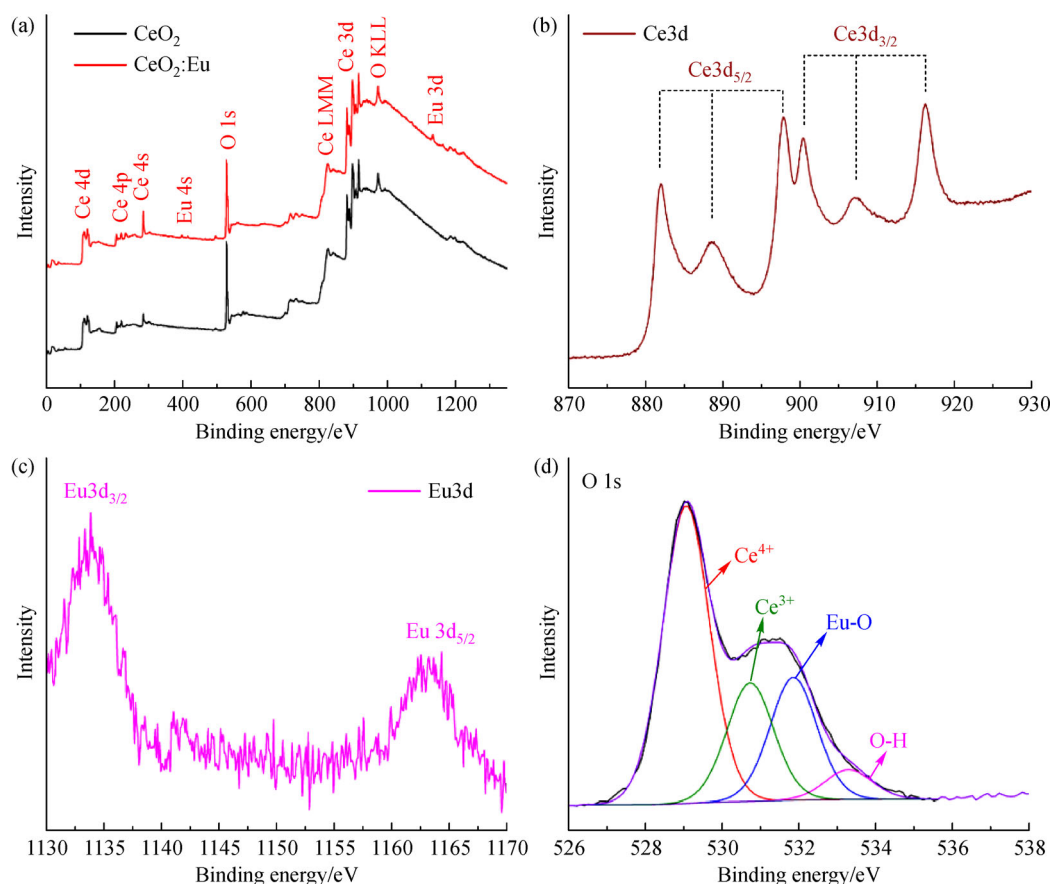 (a)
CeO₂
CeO₂:Eu
Ce 4d
Ce 4p
Ce 4s
Eu 4s
O 1s
Ce LMM
Ce 3d
O KLL
Eu 3d
Intensity
0 200 400 600 800 1000 1200
Binding energy/eV
(b)
Ce3d
Ce3d₅/₂
Ce3d₃/₂
Intensity
870 880 890 900 910 920 930
Binding energy/eV
(c)
Eu3d₃/₂
Eu3d
Eu 3d₅/₂
Intensity
1130 1135 1140 1145 1150 1155 1160 1165 1170
Binding energy/eV
(d)
O 1s
Ce⁴⁺
Ce³⁺
Eu-O
O-H
Intensity
526 528 530 532 534 536 538
Binding energy/eV